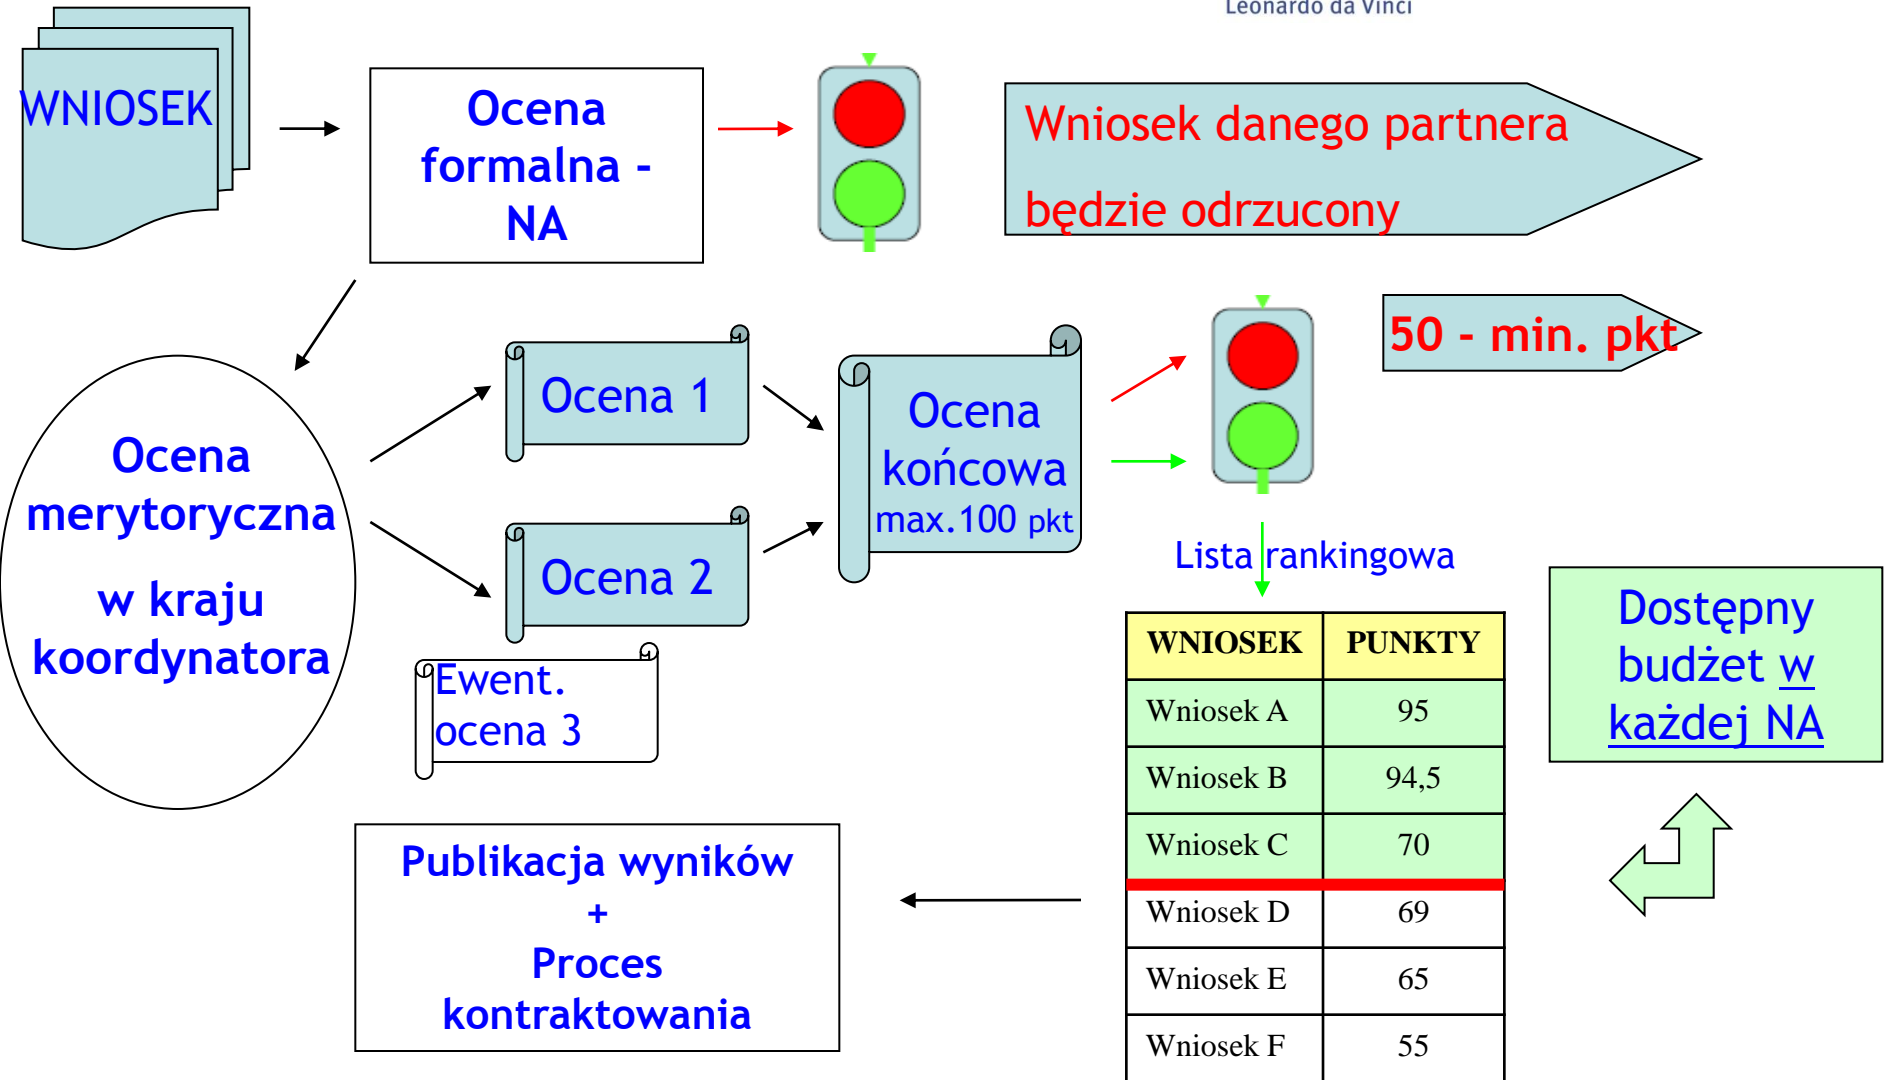 Leonardo da Vinci
WNIOSEK
Ocena
formalna -
NA
Wniosek danego partnera
będzie odrzucony
50 - min. pkt
Ocena
merytoryczna
w kraju
koordynatora
Ocena 1
Ocena 2
Ewent.
ocena 3
Ocena
końcowa
max.100 pkt
Lista rankingowa
WNIOSEK PUNKTY
Wniosek A 95
Wniosek B 94,5
Wniosek C 70
Wniosek D 69
Wniosek E 65
Wniosek F 55
Dostępny
budżet w
każdej NA
Publikacja wyników
+
Proces
kontraktowania